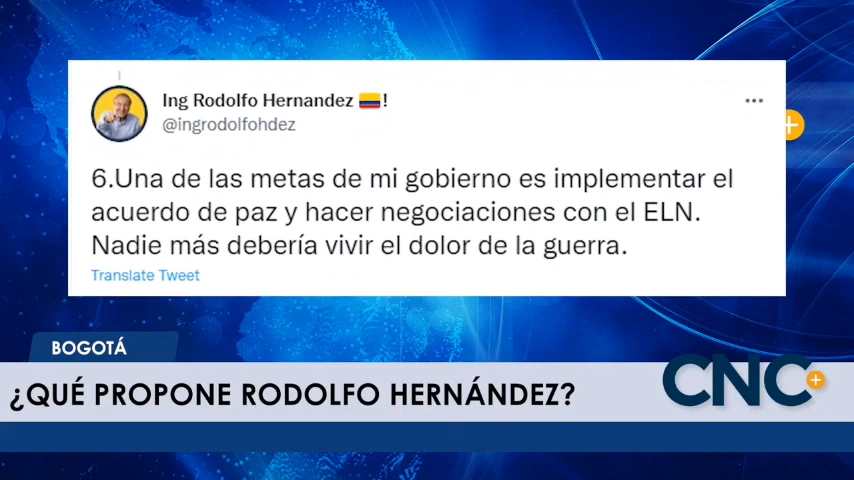 Ing Rodolfo Hernandez 🇨🇴!
@ingrodolfohdez
6.Una de las metas de mi gobierno es implementar el
acuerdo de paz y hacer negociaciones con el ELN.
Nadie más debería vivir el dolor de la guerra.
Translate Tweet
BOGOTÁ
¿QUÉ PROPONE RODOLFO HERNÁNDEZ?
CNC+